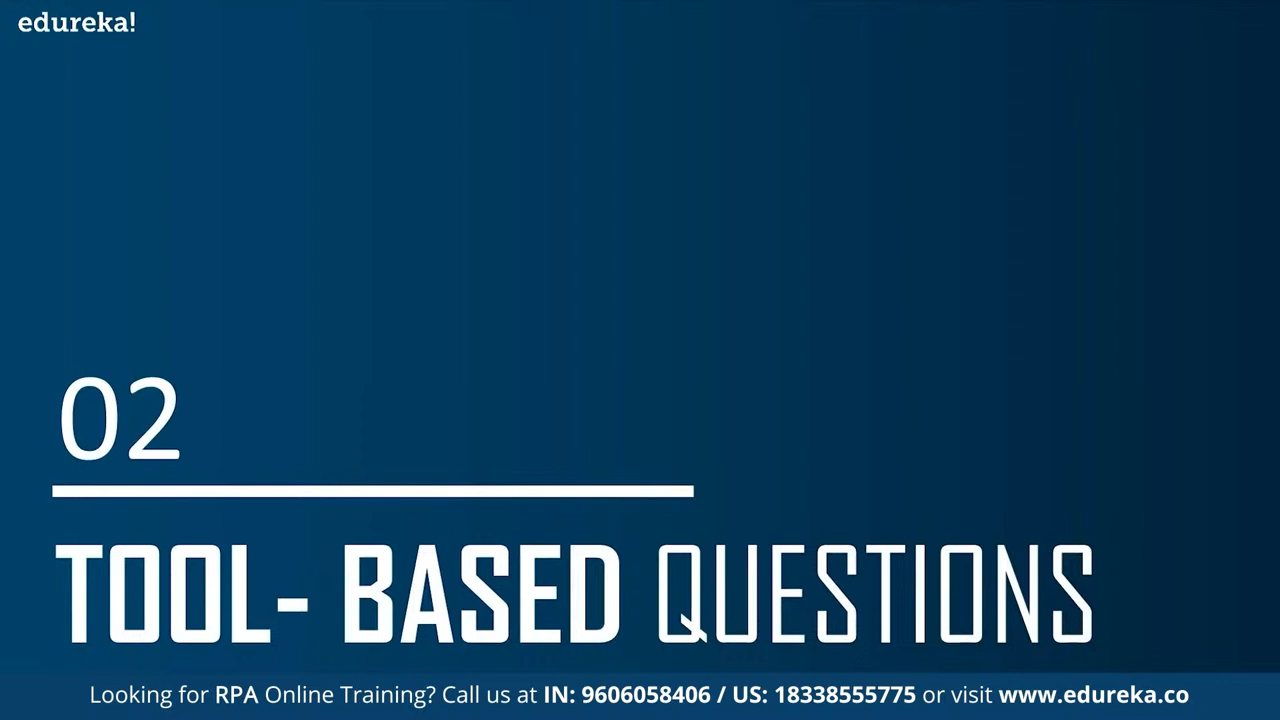 edureka!
02
TOOL- BASED QUESTIONS
Looking for RPA Online Training? Call us at IN: 9606058406 / US: 18338555775 or visit www.edureka.co